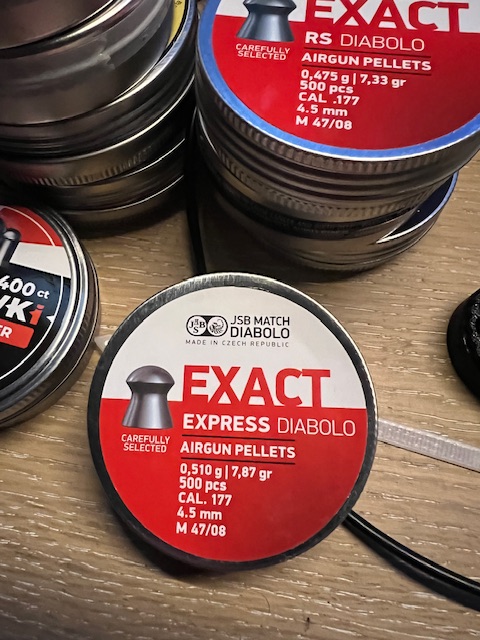 EXACT
RS DIABOLO
CAREFULLY
SELECTED
AIRGUN PELLETS
0,475 g | 7,33 gr
500 pcs
CAL .177
4.5 mm
M 47/08
400 ct
JSB
JSB MATCH
DIABOLO
MADE IN CZECH REPUBLIC
EXACT
EXPRESS DIABOLO
CAREFULLY
SELECTED
AIRGUN PELLETS
0,510 g | 7,87 gr
500 pcs
CAL. 177
4.5 mm
M 47/08